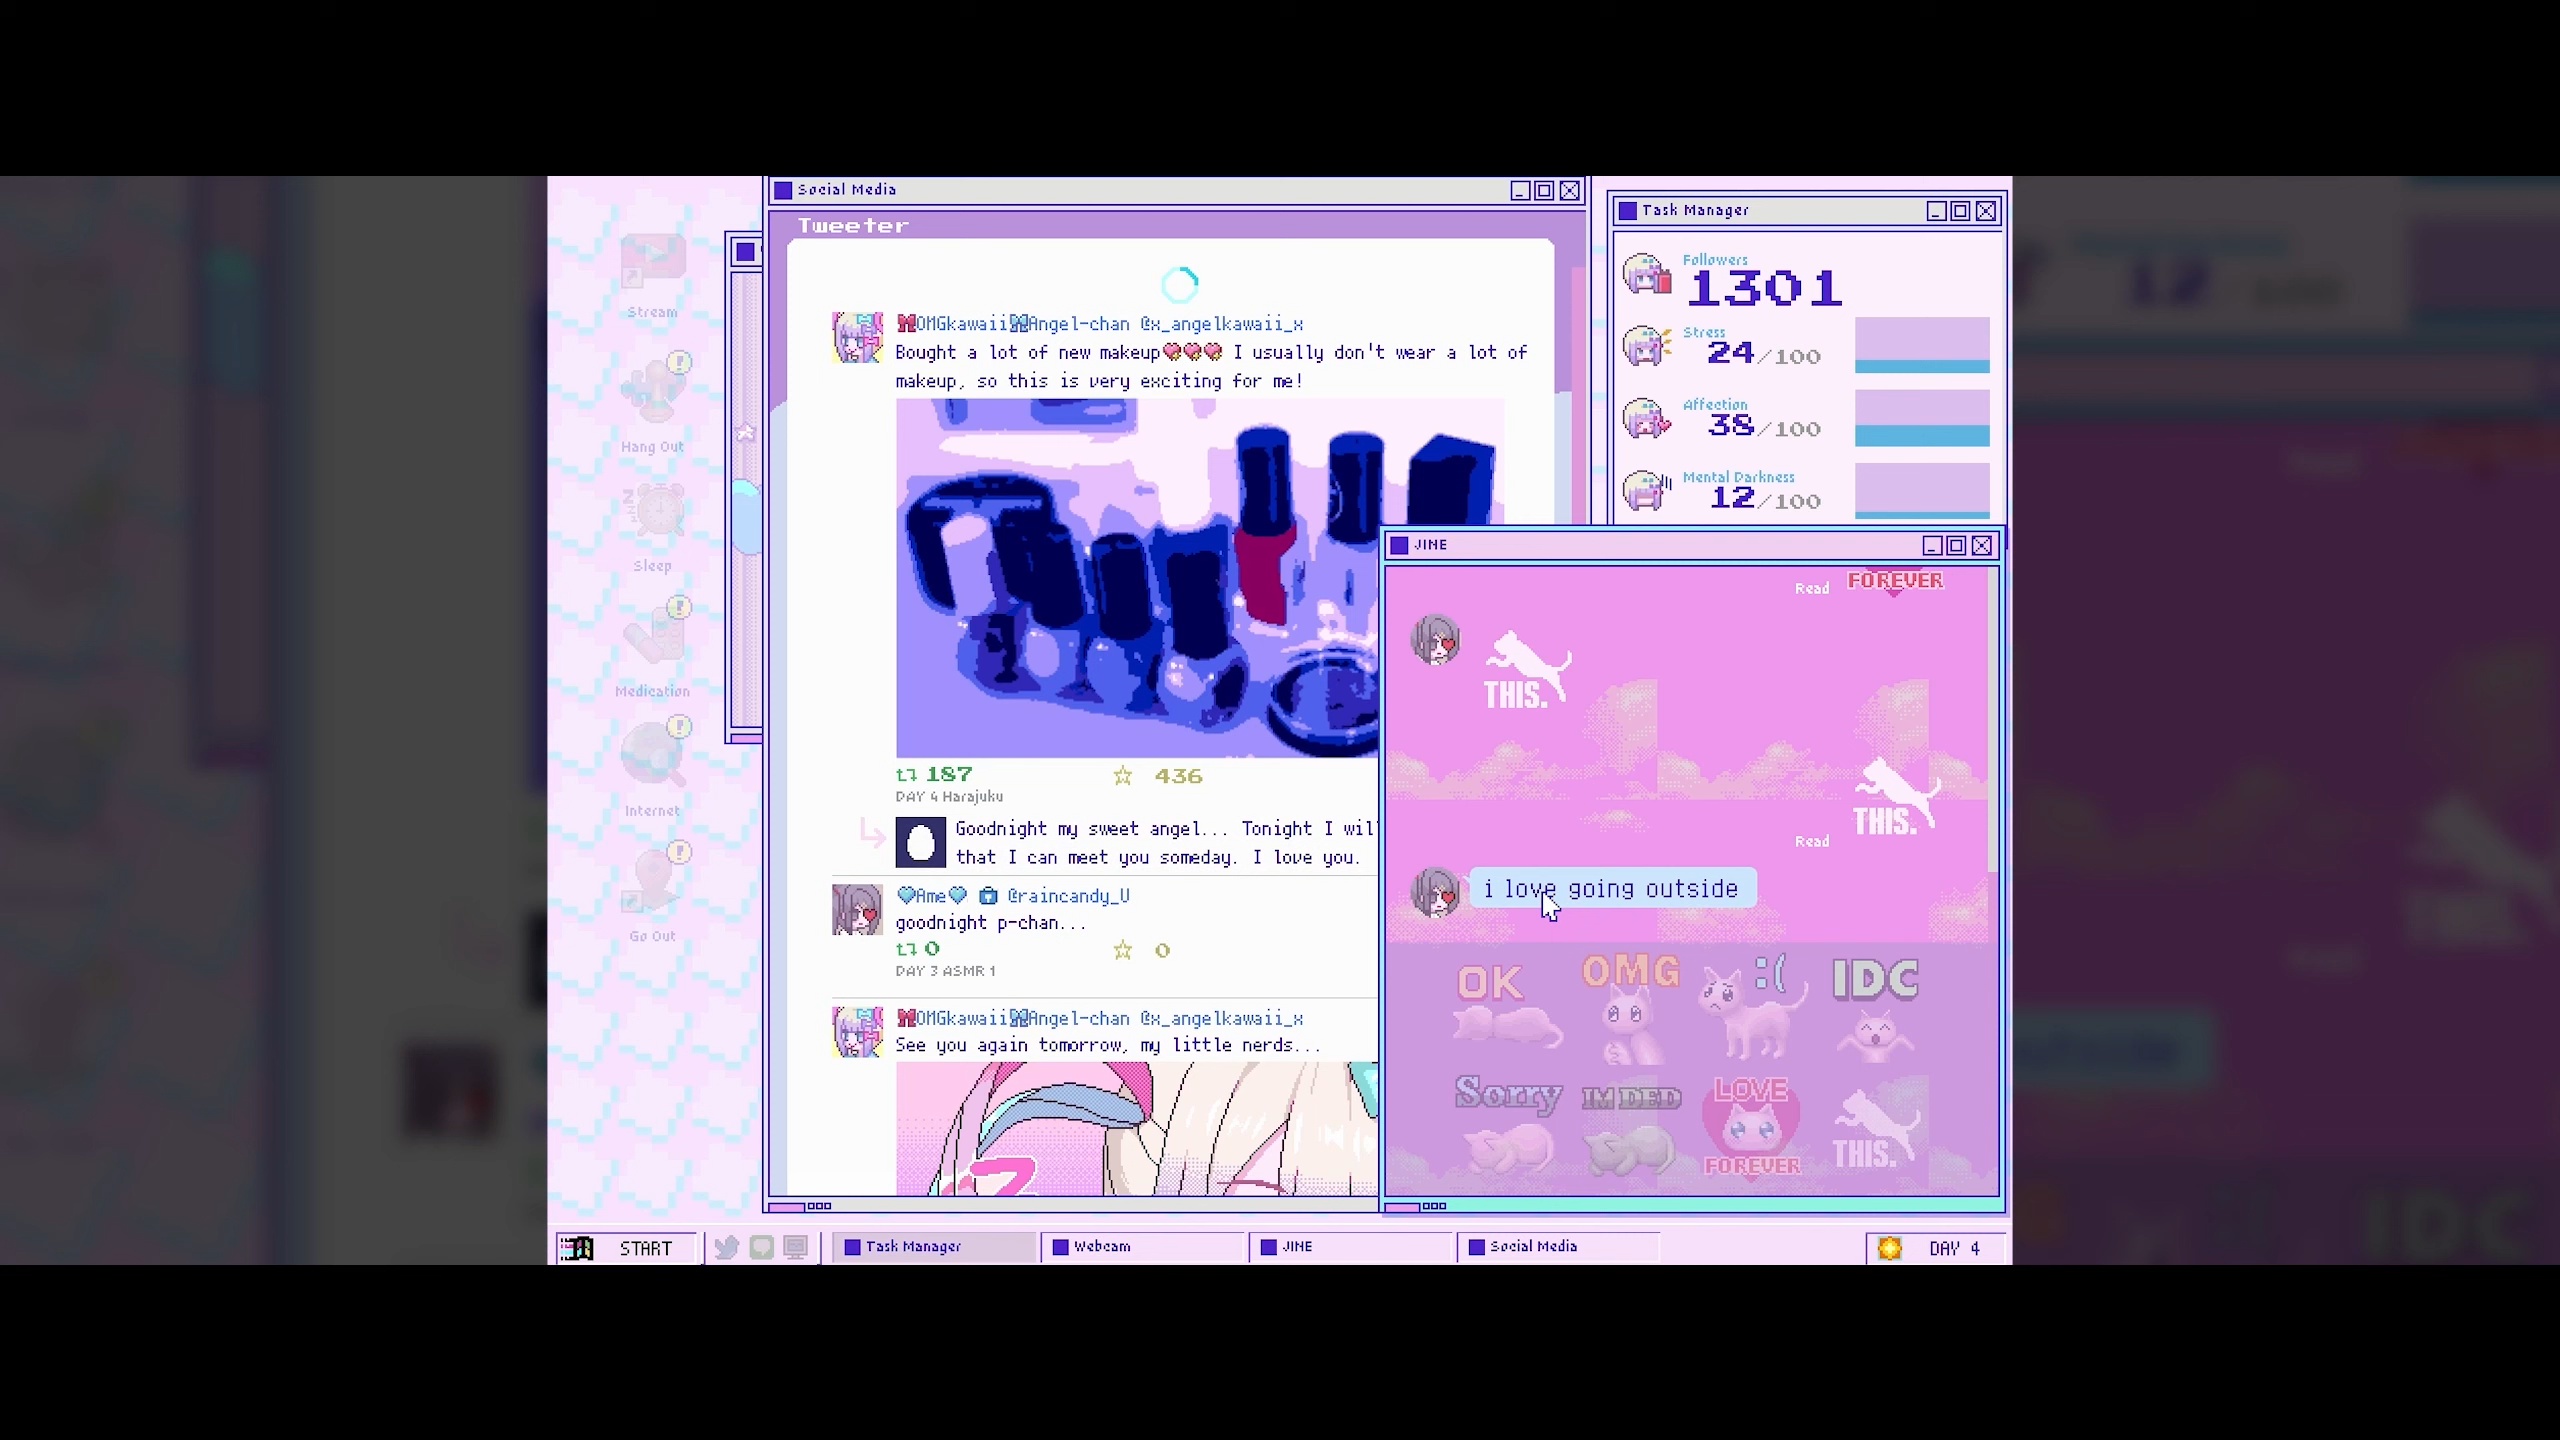 Social Media
Tweeter
OMGkawaii Angel-chan @x_angelkawaii_x
Bought a lot of new makeup I usually don't wear a lot of
makeup, so this is very exciting for me!
187 436
DAY 4 Harajuku
Goodnight my sweet angel... Tonight I wil
that I can meet you someday. I love you.
Ame @raincandy_U
goodnight p-chan...
0 0
DAY 3 ASMR 1
OMGkawaii Angel-chan @x_angelkawaii_x
See you again tomorrow, my little nerds...
Stream
Hang Out
Sleep
Medication
Internet
Go Out
Task Manager
Followers
1301
Stress
24/100
Affection
38/100
Mental Darkness
12/100
JINE
Read FOREVER
THIS.
THIS.
Read
i love going outside
OK OMG :( IDC
Sorry IM DED LOVE FOREVER THIS.
START Task Manager Webcam JINE Social Media DAY 4